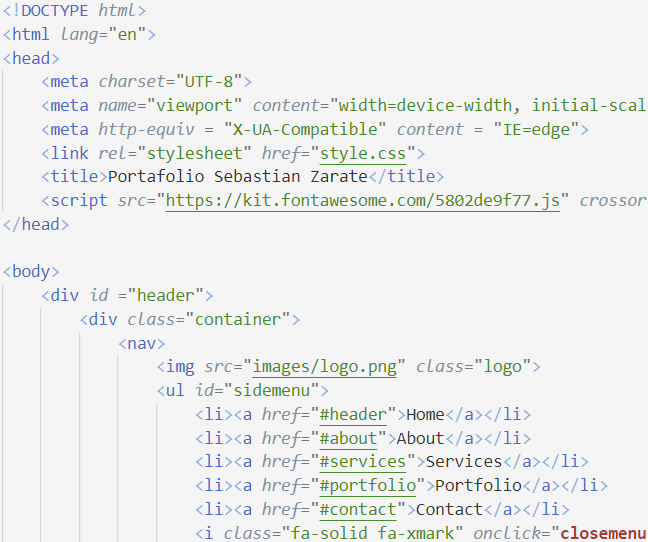 <!DOCTYPE html>
<html lang="en">
<head>
<meta charset="UTF-8">
<meta name="viewport" content="width=device-width, initial-scal
<meta http-equiv = "X-UA-Compatible" content = "IE=edge">
<link rel="stylesheet" href="style.css">
<title>Portafolio Sebastian Zarate</title>
<script src="https://kit.fontawesome.com/5802de9f77.js" crossor
</head>
<body>
<div id ="header">
<div class="container">
<nav>
<img src="images/logo.png" class="logo">
<ul id="sidemenu">
<li><a href="#header">Home</a></li>
<li><a href="#about">About</a></li>
<li><a href="#services">Services</a></li>
<li><a href="#portfolio">Portfolio</a></li>
<li><a href="#contact">Contact</a></li>
<i class="fa-solid fa-xmark" onclick="closemenu